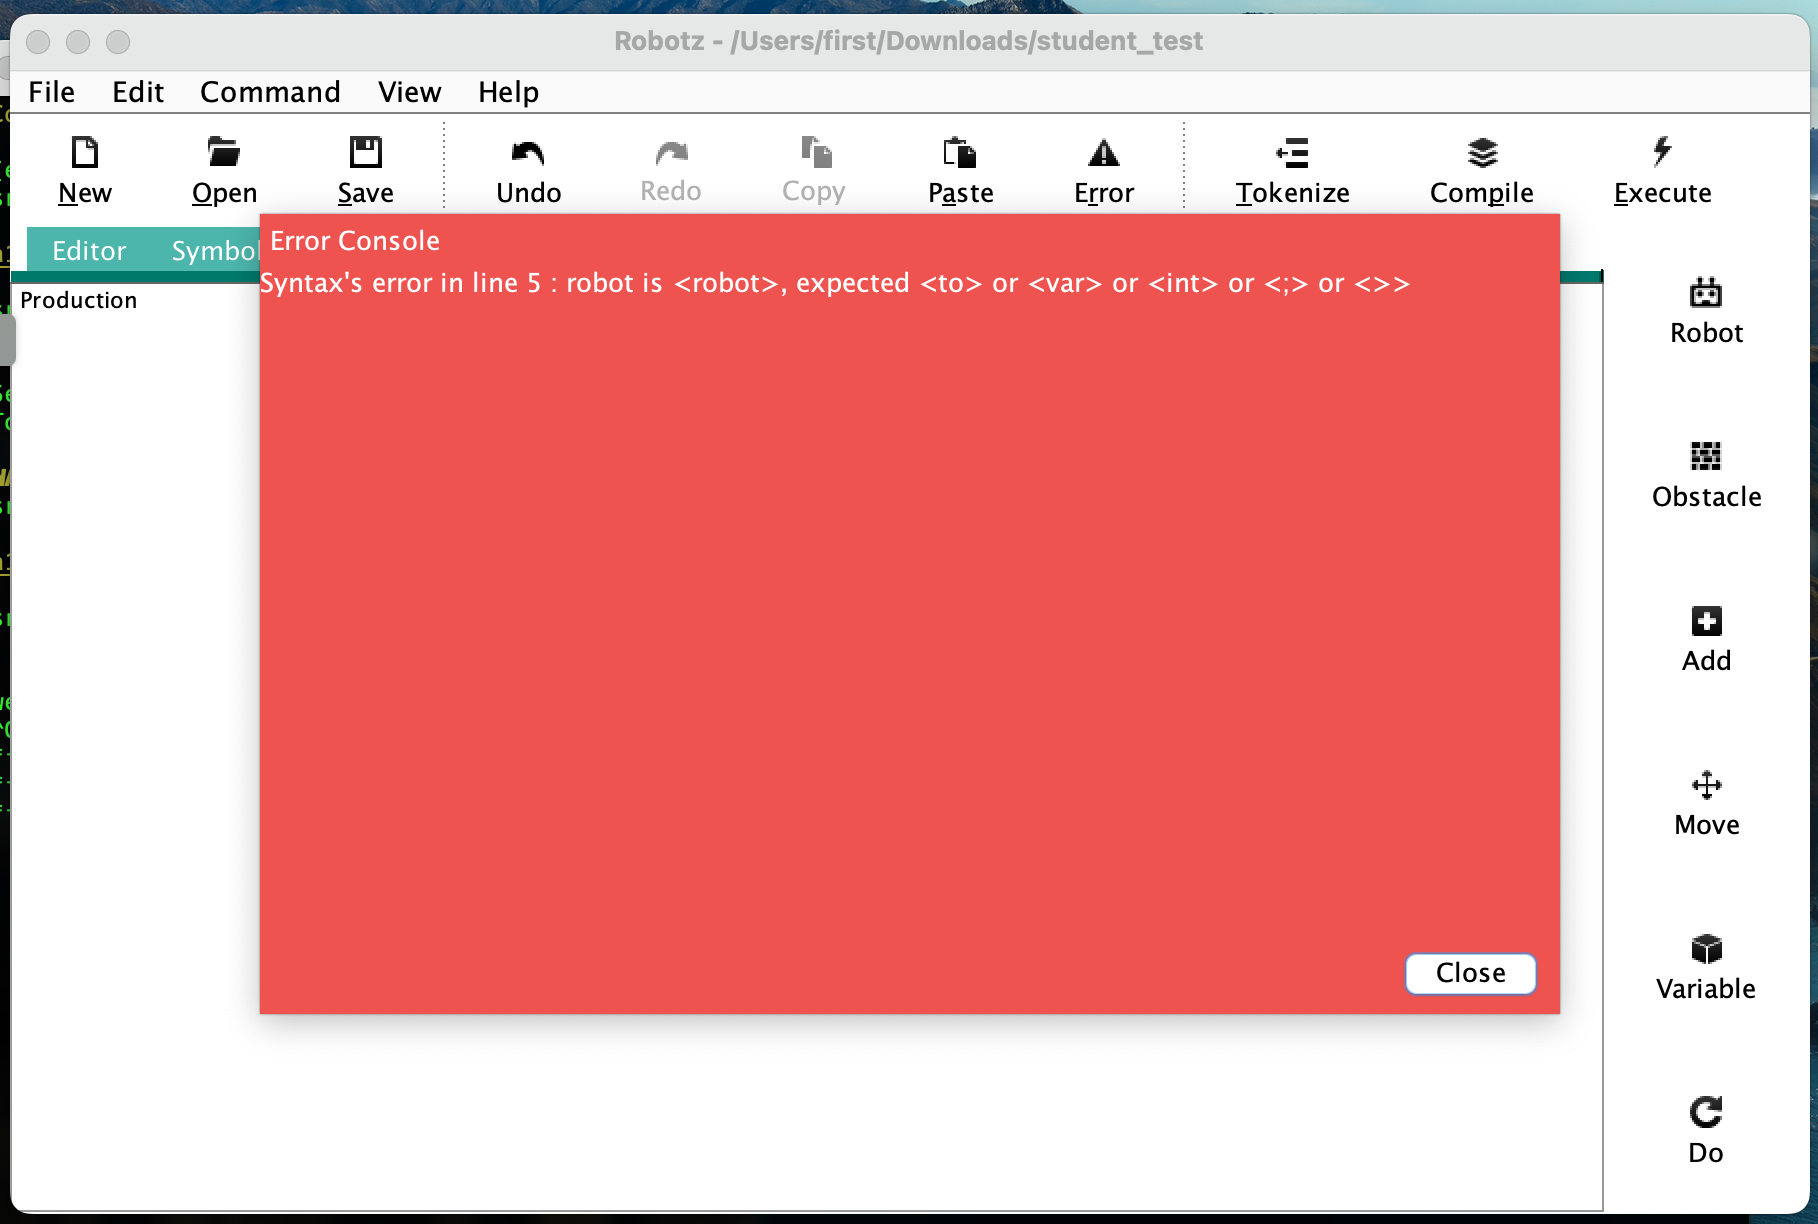 Robotz - /Users/first/Downloads/student_test
File Edit Command View Help
New Open Save Undo Redo Copy Paste Error Tokenize Compile Execute
Editor Symbol
Error Console
Syntax's error in line 5 : robot is <robot>, expected <to> or <var> or <int> or <;> or <>>
Production
Robot
Obstacle
Add
Move
Close
Variable
Do